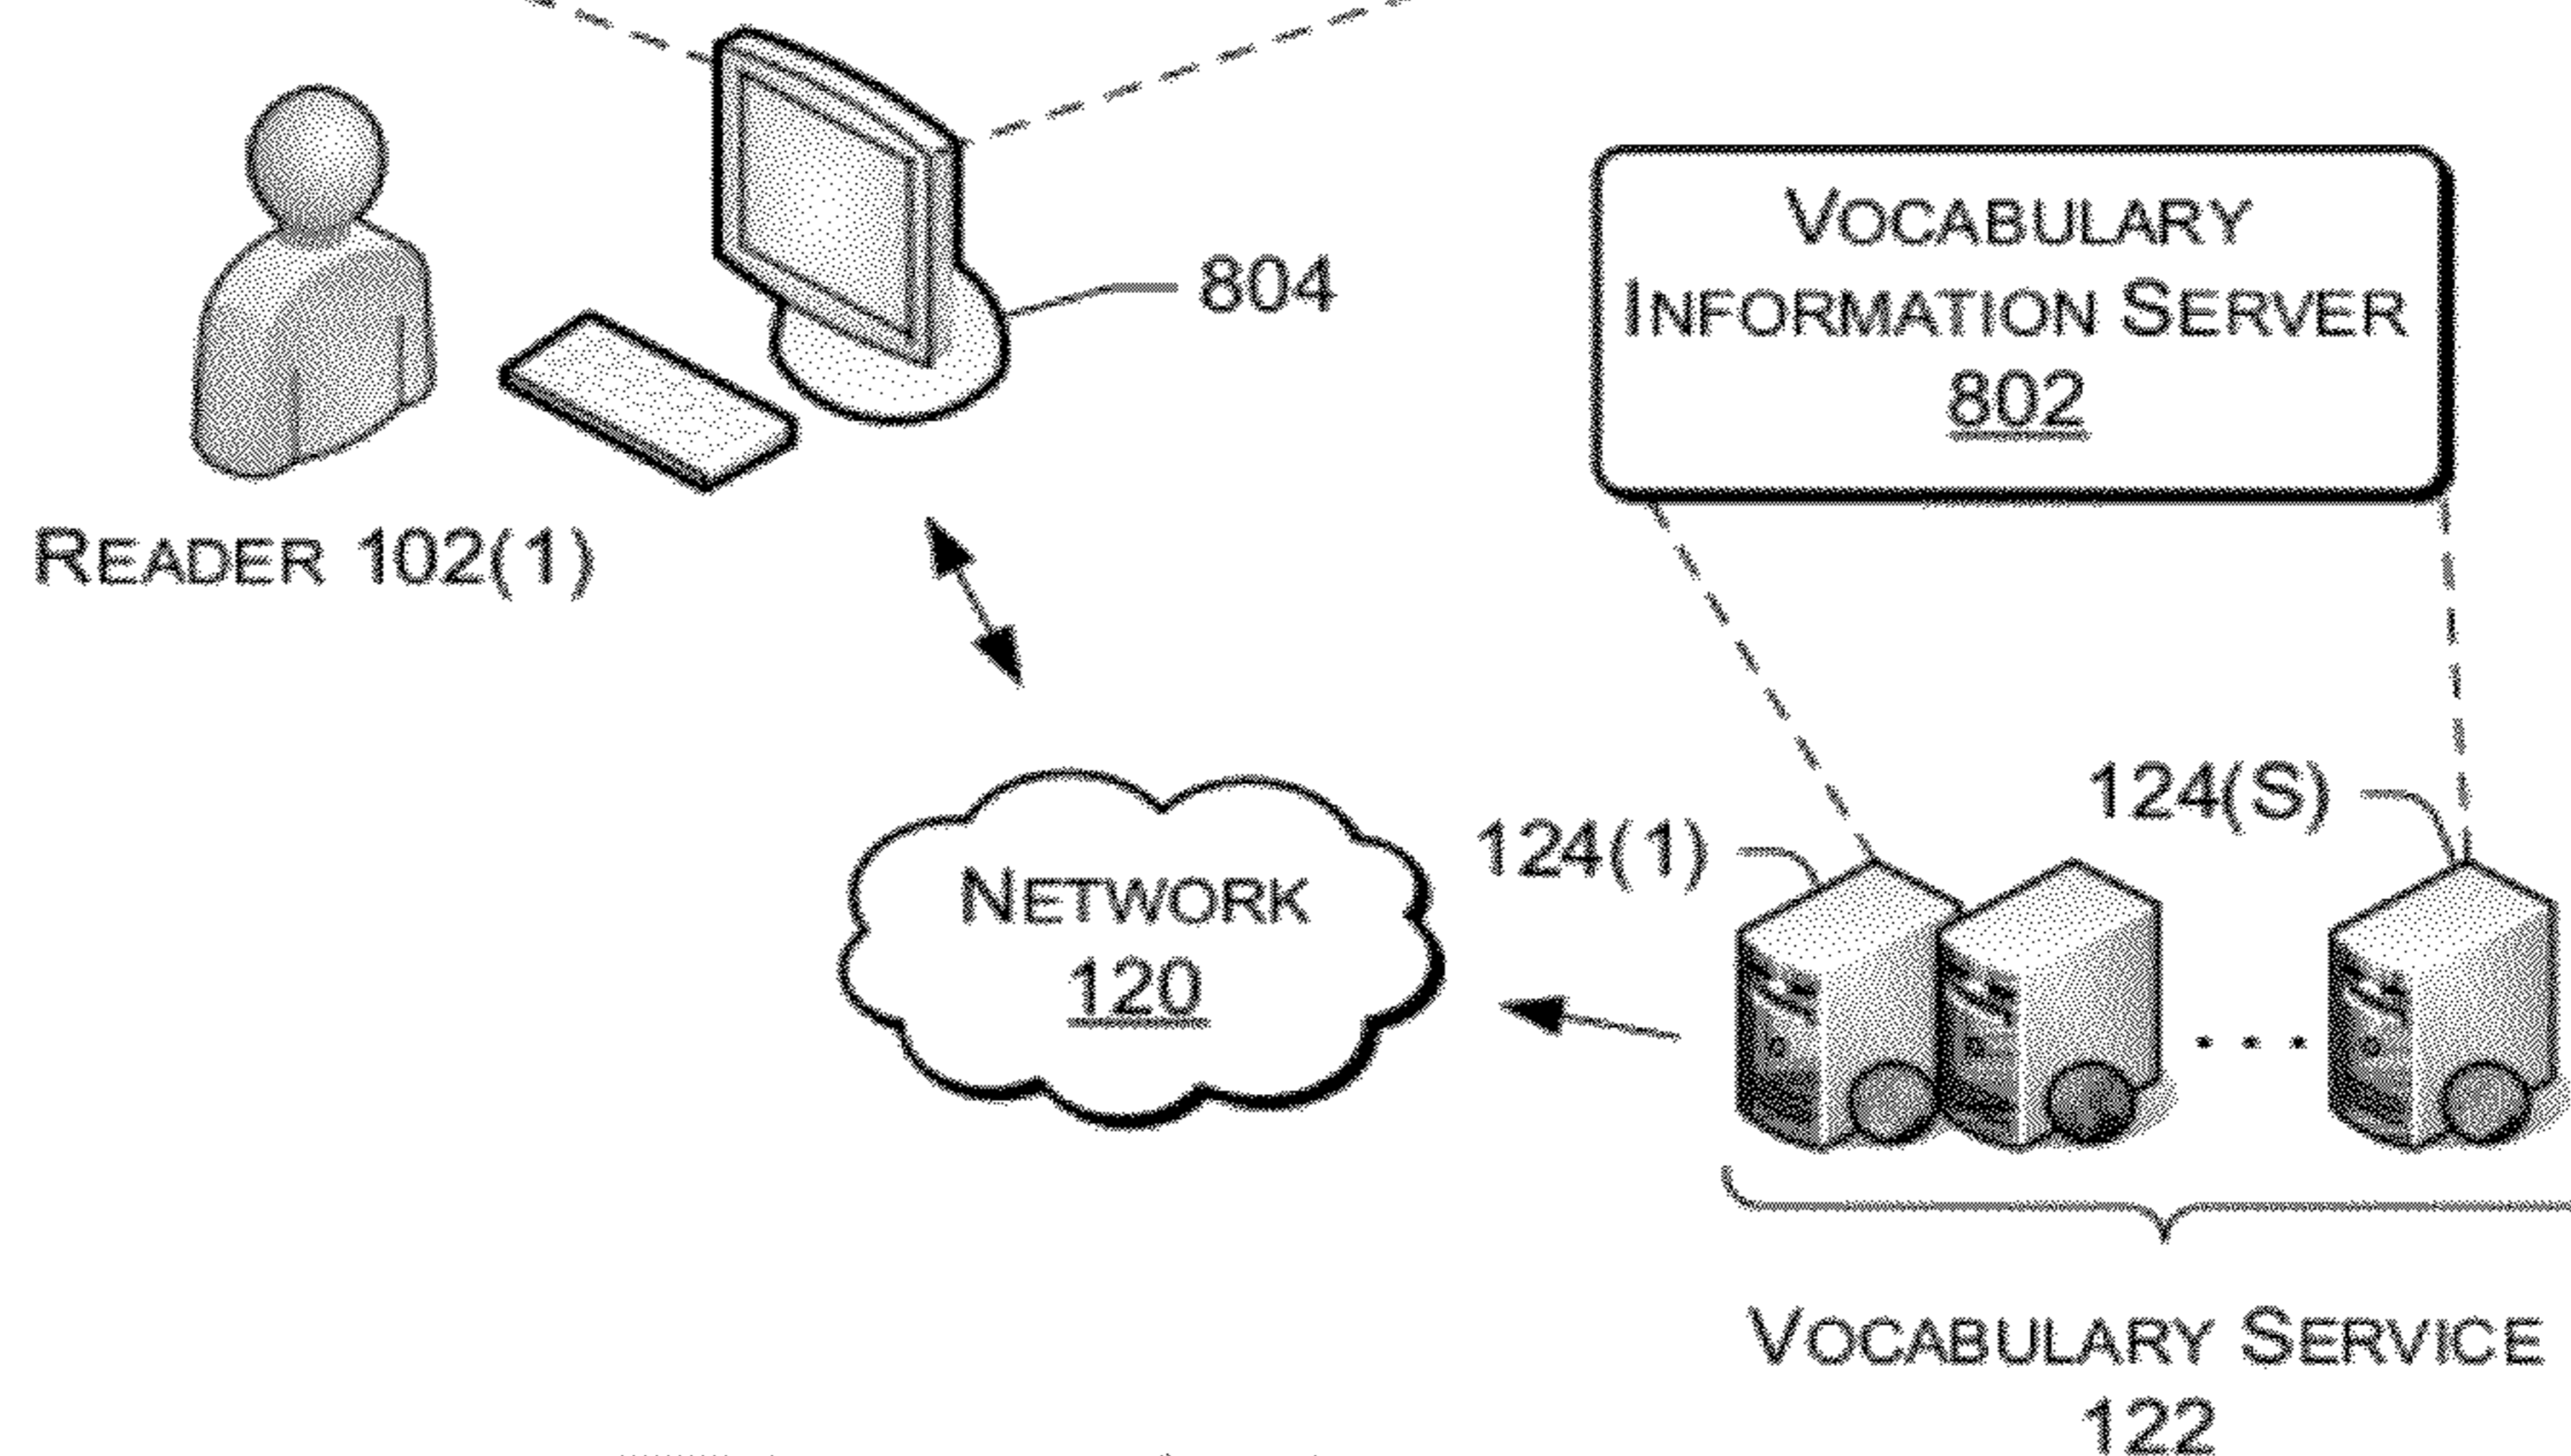 804
VOCABULARY
INFORMATION SERVER
802
READER 102(1)
124(S)
124(1)
NETWORK
120
VOCABULARY SERVICE
122